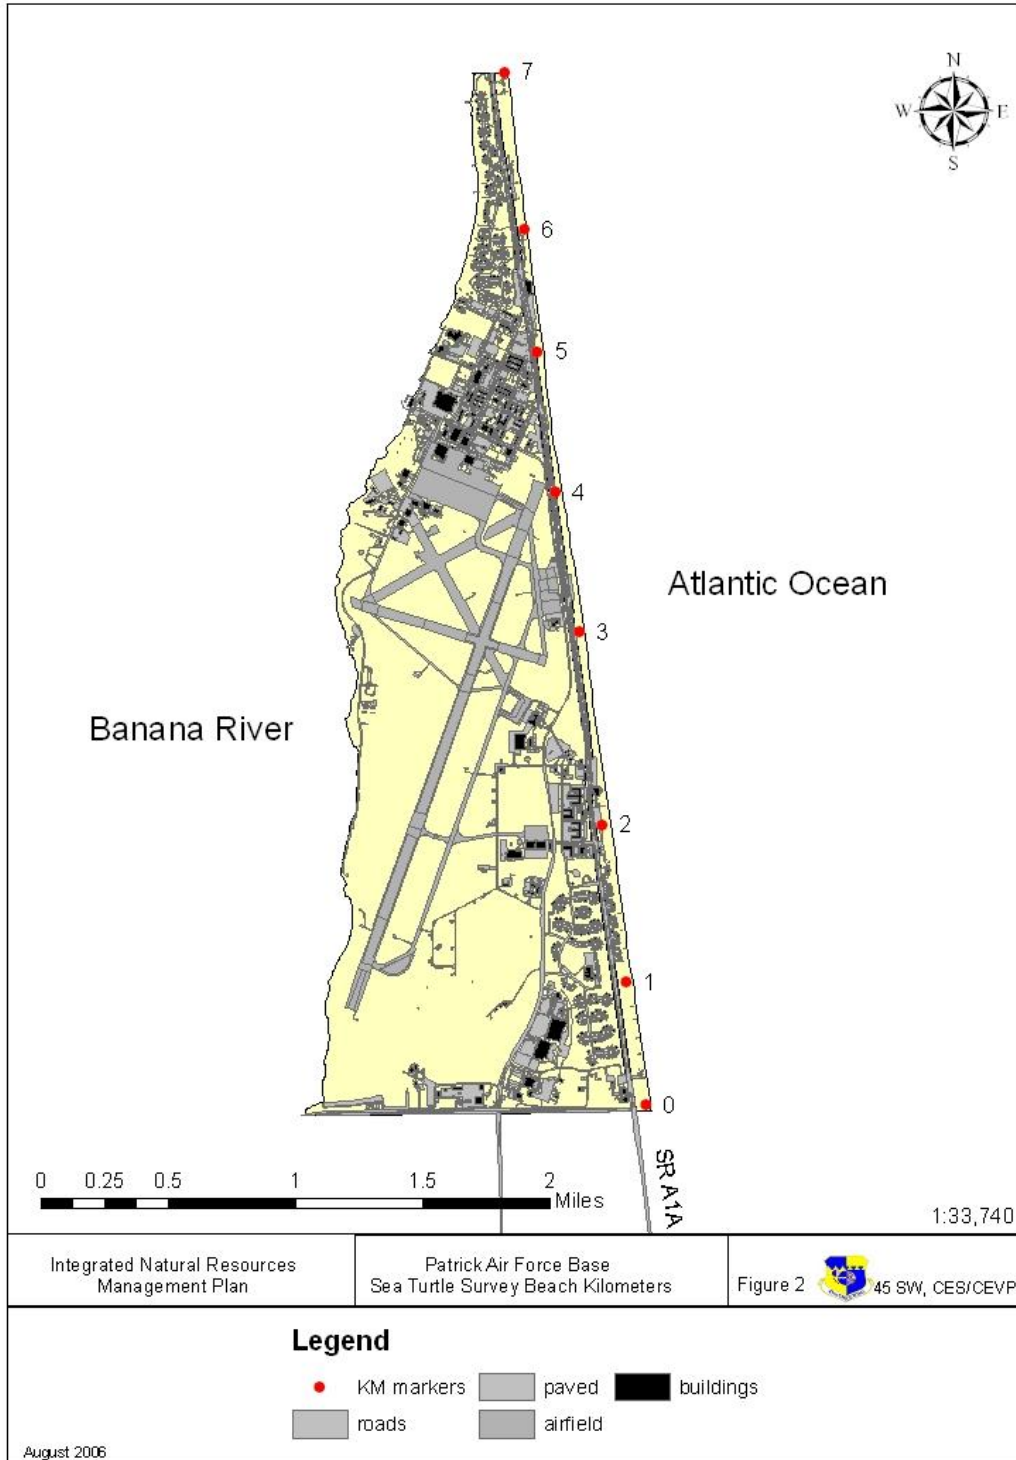 7
N
W E
S
6
5
4
Atlantic Ocean
3
Banana River
2
1
0
SR A1A
0 0.25 0.5 1 1.5 2
Miles
1:33,740
Integrated Natural Resources
Management Plan
Patrick Air Force Base
Sea Turtle Survey Beach Kilometers
Figure 2
45 SW, CES/CEVP
Legend
KM markers paved buildings
roads airfield
August 2006